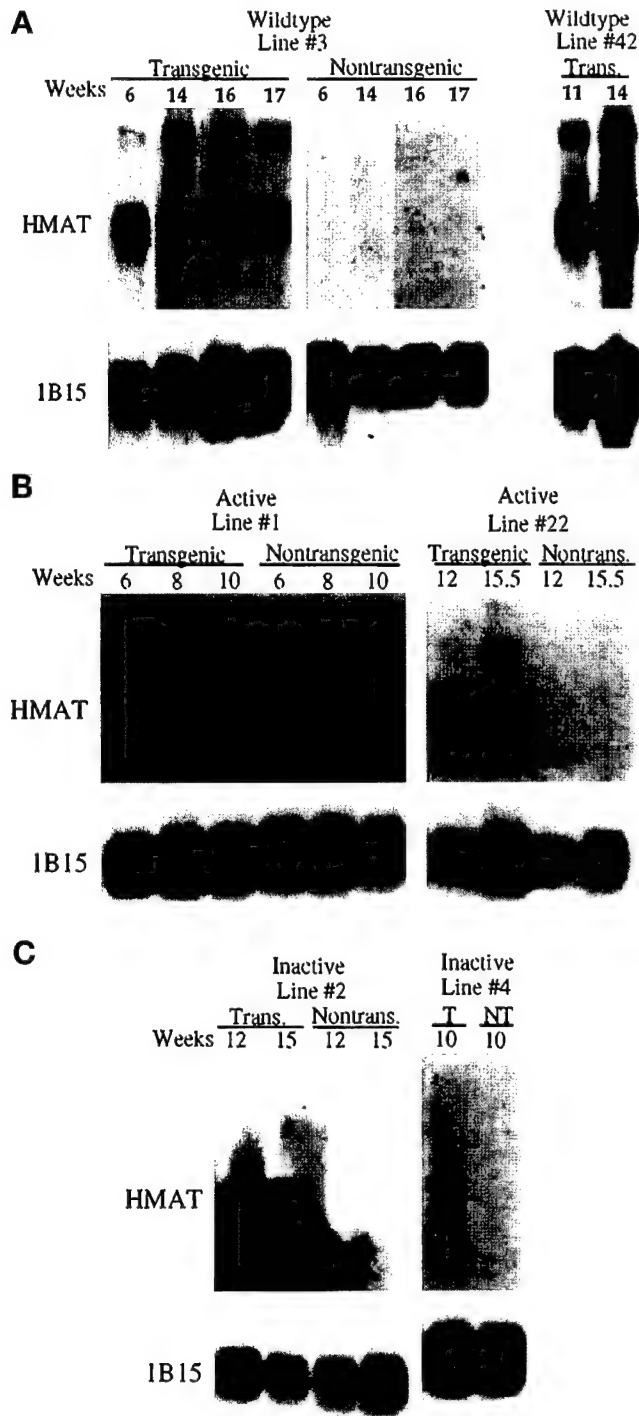 A
Wildtype
Line #3
Wildtype
Line #42
Transgenic
Nontransgenic
Trans.
Weeks 6 14 16 17 6 14 16 17 11 14
HMAT
1B15
B
Active
Line #1
Active
Line #22
Transgenic
Nontransgenic
Transgenic
Nontrans.
Weeks 6 8 10 6 8 10 12 15.5 12 15.5
HMAT
1B15
C
Inactive
Line #2
Inactive
Line #4
Trans.
Nontrans.
T
NT
Weeks 12 15 12 15 10 10
HMAT
1B15